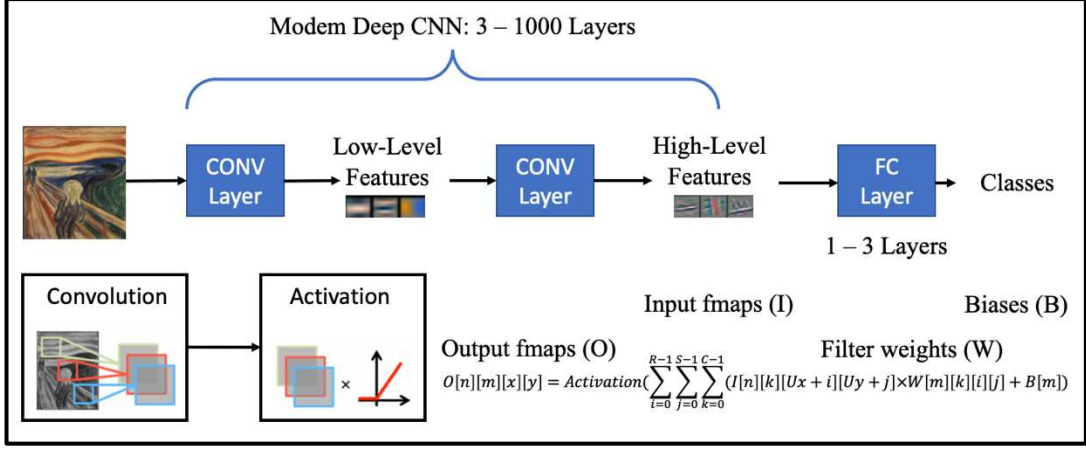 Modem Deep CNN: 3 – 1000 Layers
CONV Layer
Low-Level Features
CONV Layer
High-Level Features
FC Layer
Classes
1 – 3 Layers
Convolution
Activation
×
Input fmaps (I)
Biases (B)
Output fmaps (O)
Filter weights (W)
O[n][m][x][y] = Activation(∑_{i=0}^{R−1} ∑_{j=0}^{S−1} ∑_{k=0}^{C−1} (I[n][k][Ux + i][Uy + j]×W[m][k][i][j] + B[m])